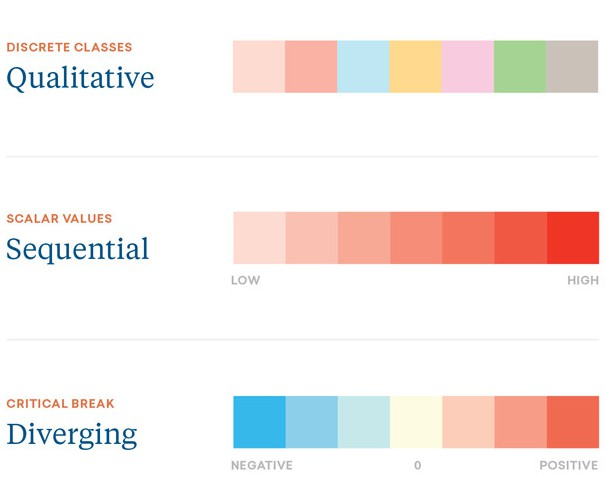 DISCRETE CLASSES
Qualitative
SCALAR VALUES
Sequential
LOW HIGH
CRITICAL BREAK
Diverging
NEGATIVE 0 POSITIVE